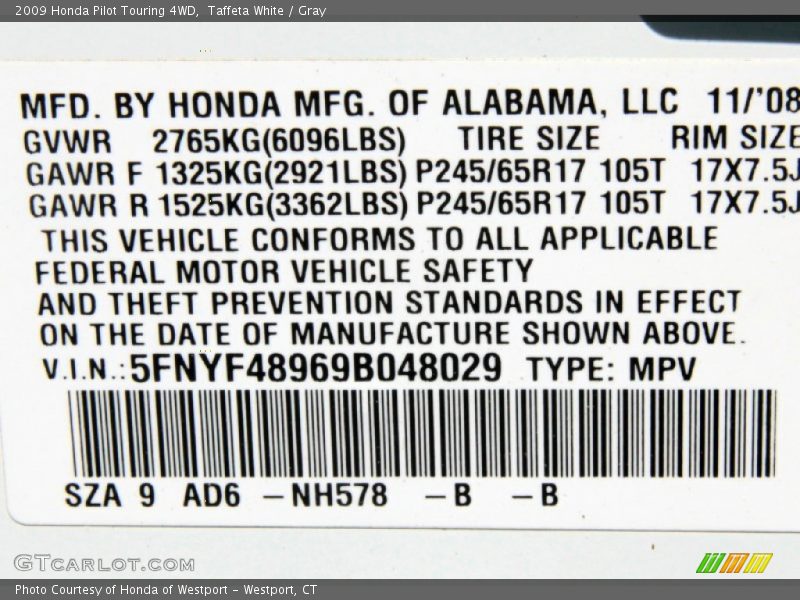 2009 Honda Pilot Touring 4WD, Taffeta White / Gray
MFD. BY HONDA MFG. OF ALABAMA, LLC 11/'08
GVWR 2765KG(6096LBS) TIRE SIZE RIM SIZE
GAWR F 1325KG(2921LBS) P245/65R17 105T 17X7.5J
GAWR R 1525KG(3362LBS) P245/65R17 105T 17X7.5J
THIS VEHICLE CONFORMS TO ALL APPLICABLE
FEDERAL MOTOR VEHICLE SAFETY
AND THEFT PREVENTION STANDARDS IN EFFECT
ON THE DATE OF MANUFACTURE SHOWN ABOVE.
V.I.N.:5FNYF48969B048029 TYPE: MPV
SZA 9 AD6 -NH578 -B -B
GTCARLOT.COM
Photo Courtesy of Honda of Westport - Westport, CT